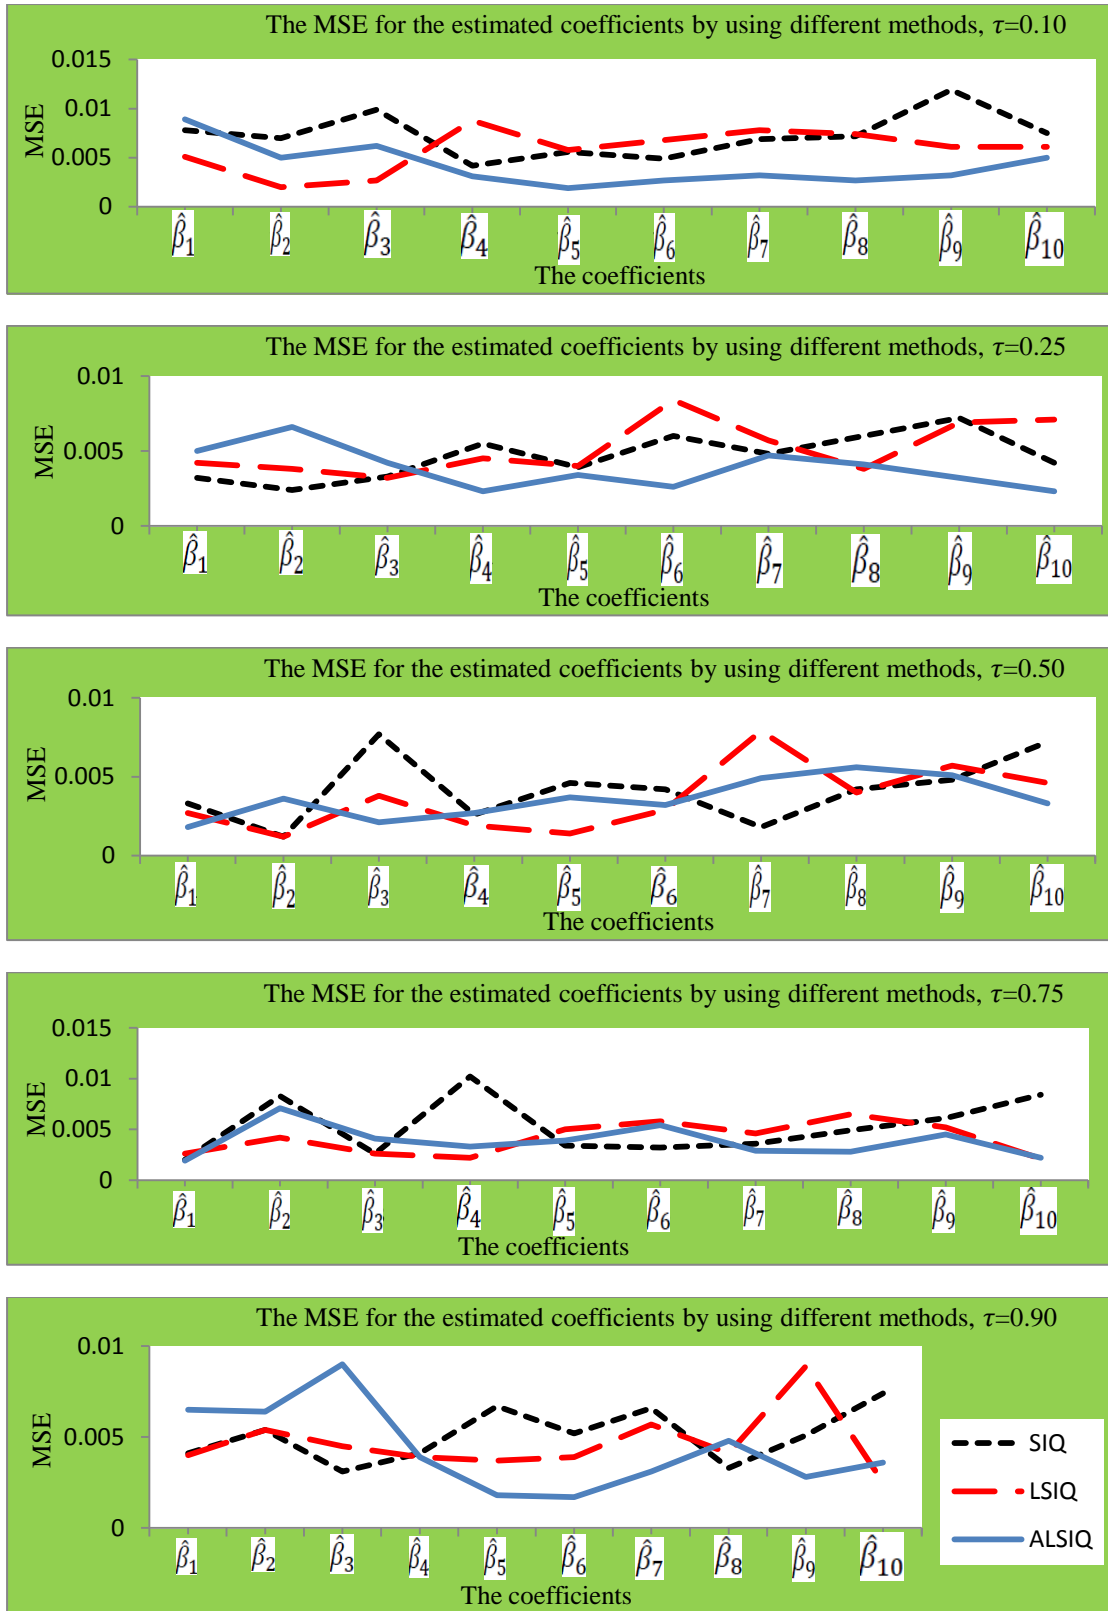 The MSE for the estimated coefficients by using different methods, τ=0.10
MSE
0.015
0.01
0.005
0
β̂1 β̂2 β̂3 β̂4 β̂5 β̂6 β̂7 β̂8 β̂9 β̂10
The coefficients
The MSE for the estimated coefficients by using different methods, τ=0.25
MSE
0.01
0.005
0
β̂1 β̂2 β̂3 β̂4 β̂5 β̂6 β̂7 β̂8 β̂9 β̂10
The coefficients
The MSE for the estimated coefficients by using different methods, τ=0.50
MSE
0.01
0.005
0
β̂1 β̂2 β̂3 β̂4 β̂5 β̂6 β̂7 β̂8 β̂9 β̂10
The coefficients
The MSE for the estimated coefficients by using different methods, τ=0.75
MSE
0.015
0.01
0.005
0
β̂1 β̂2 β̂3 β̂4 β̂5 β̂6 β̂7 β̂8 β̂9 β̂10
The coefficients
The MSE for the estimated coefficients by using different methods, τ=0.90
MSE
0.01
0.005
0
β̂1 β̂2 β̂3 β̂4 β̂5 β̂6 β̂7 β̂8 β̂9 β̂10
The coefficients
SIQ
LSIQ
ALSIQ